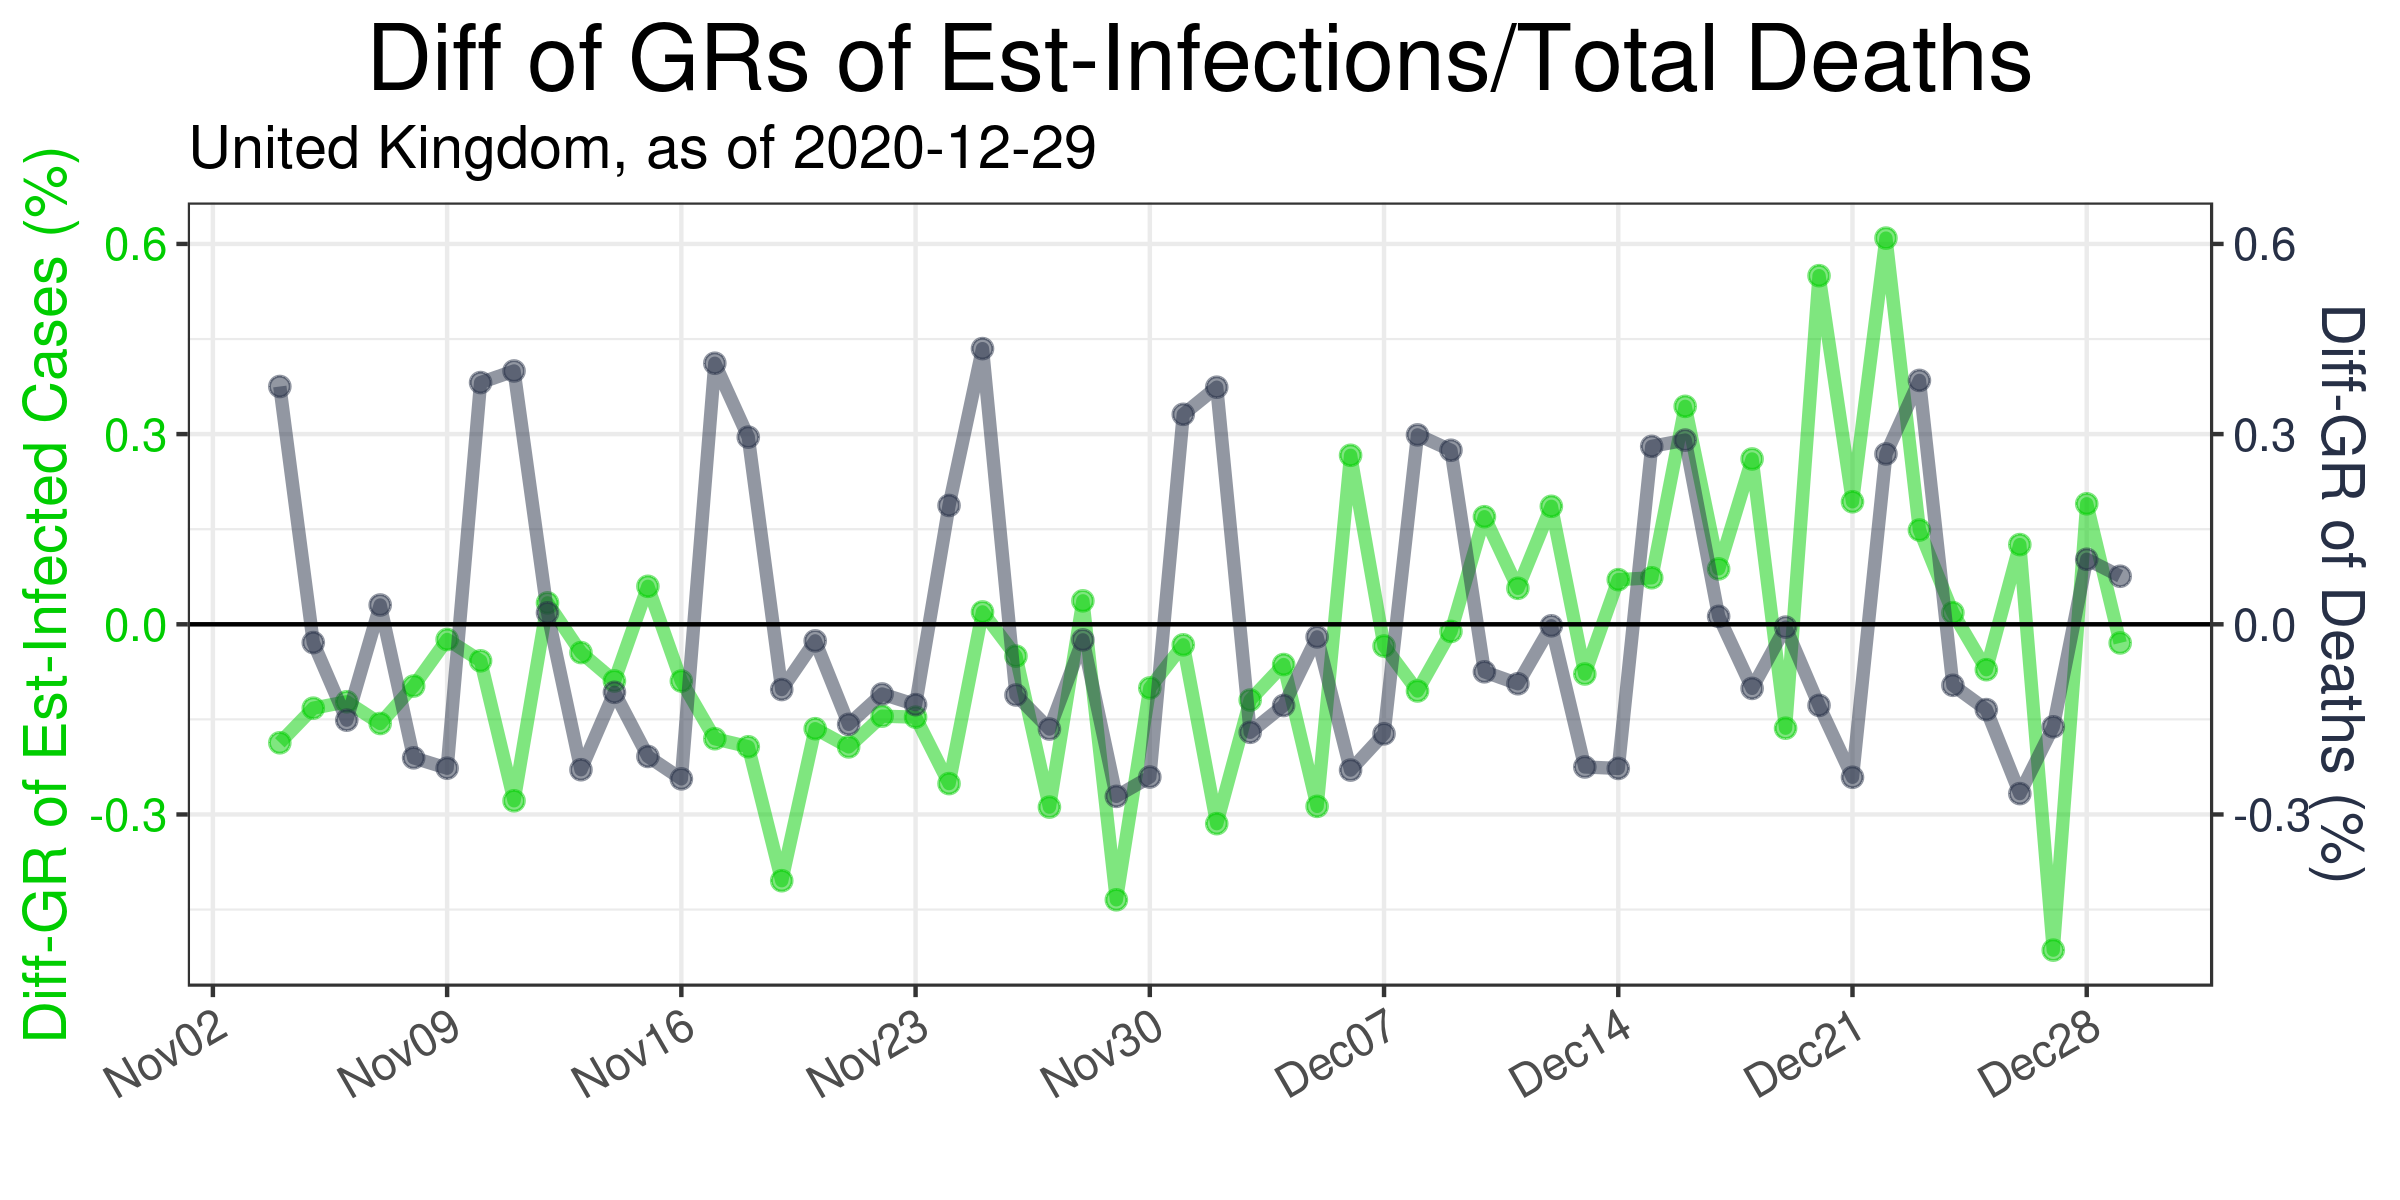 Diff of GRs of Est-Infections/Total Deaths
United Kingdom, as of 2020-12-29
Diff-GR of Est-Infected Cases (%)
0.6
0.3
0.0
-0.3
0.6
0.3
0.0
-0.3
Diff-GR of Deaths (%)
Nov02
Nov09
Nov16
Nov23
Nov30
Dec07
Dec14
Dec21
Dec28